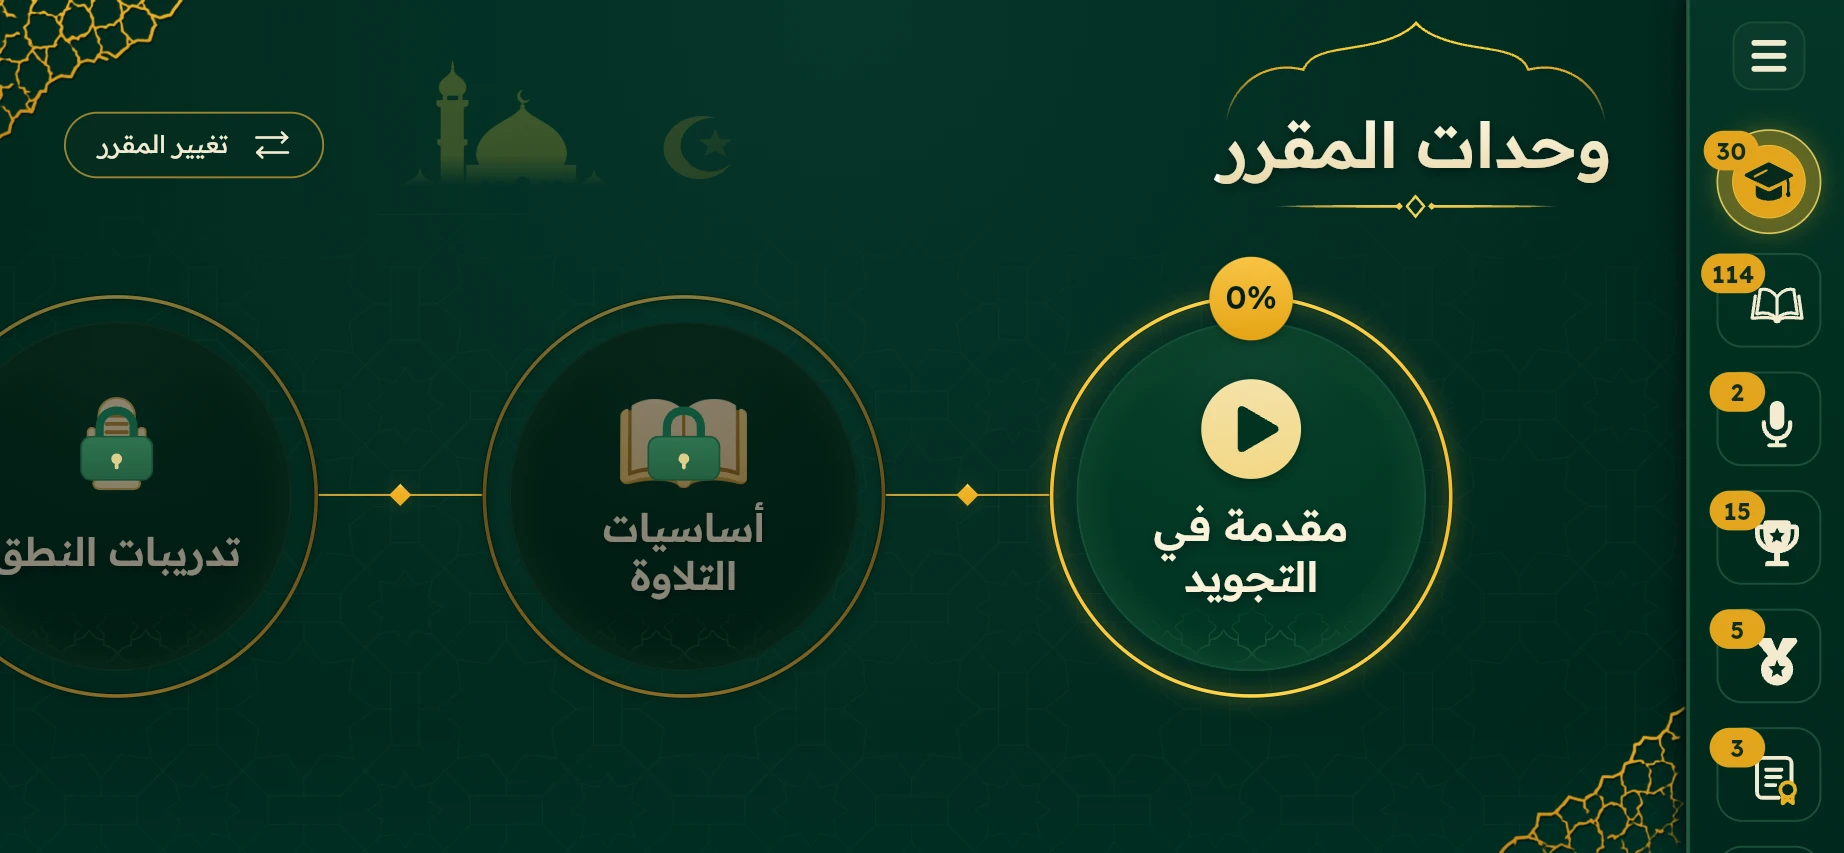 وحدات المقرر
تغيير المقرر
0%
مقدمة في
التجويد
أساسيات
التلاوة
تدريبات النطق
30
114
2
15
5
3